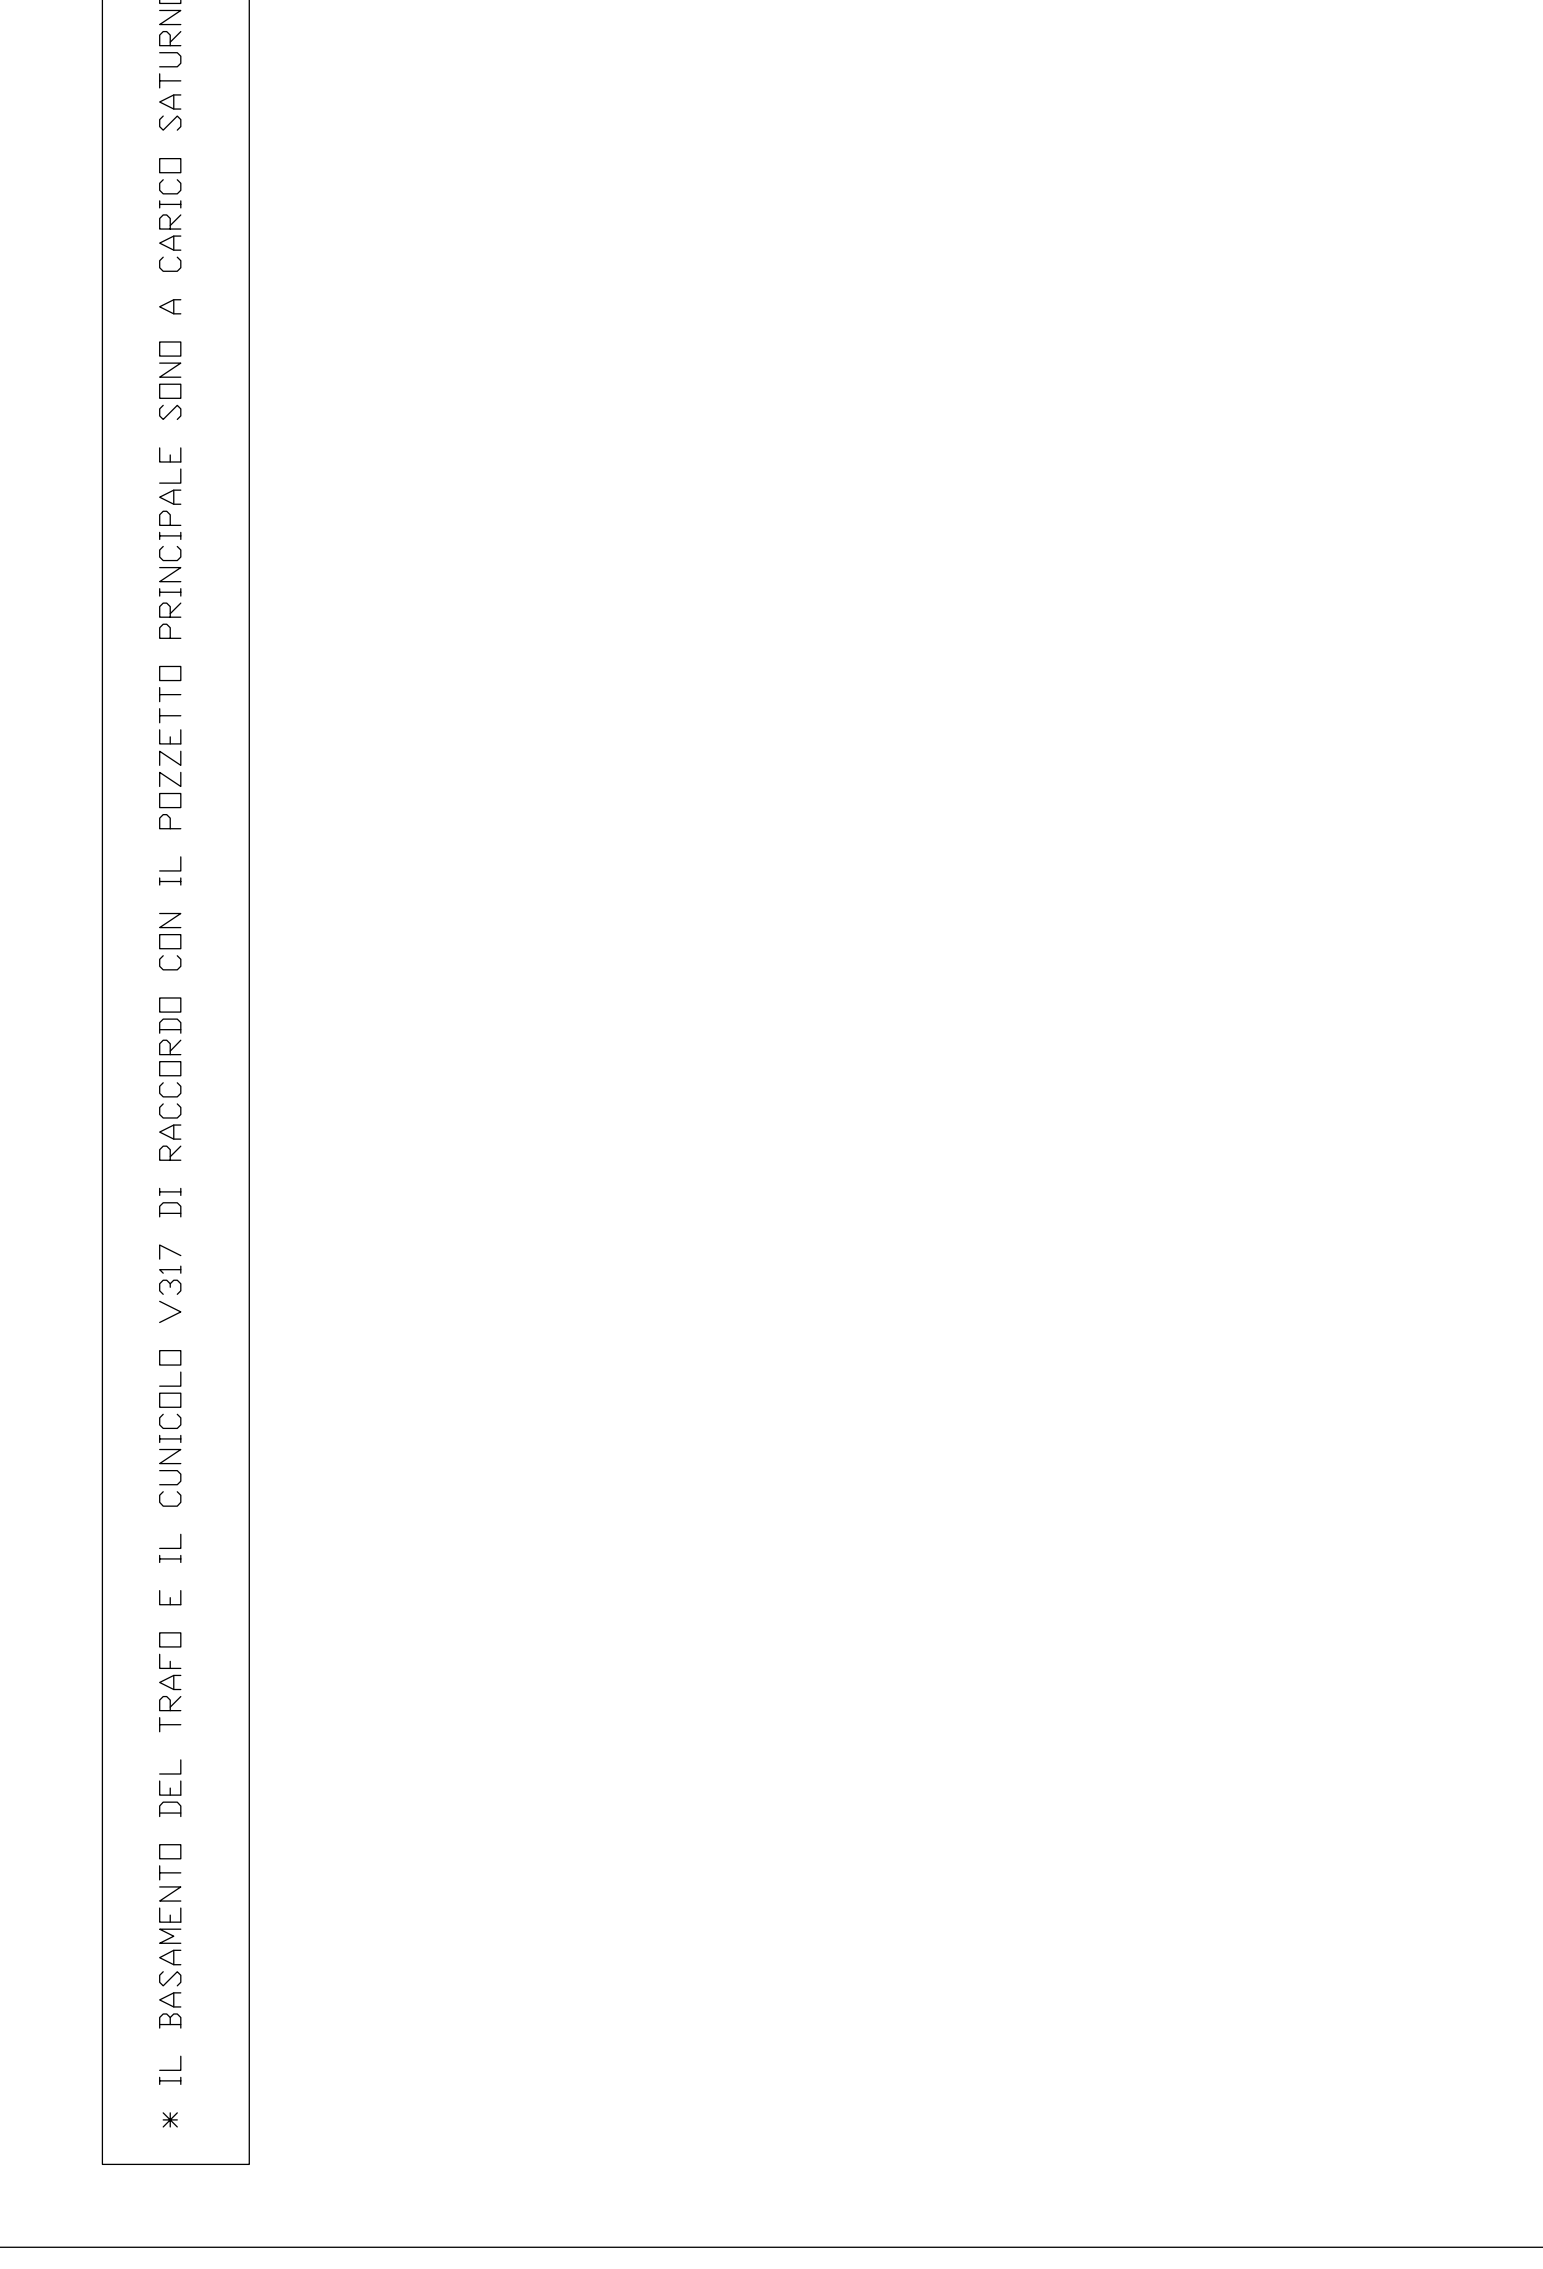 * IL BASAMENTO DEL TRAFO E IL CUNICOLO V317 DI RACCORDO CON IL POZZETTO PRINCIPALE SONO A CARICO